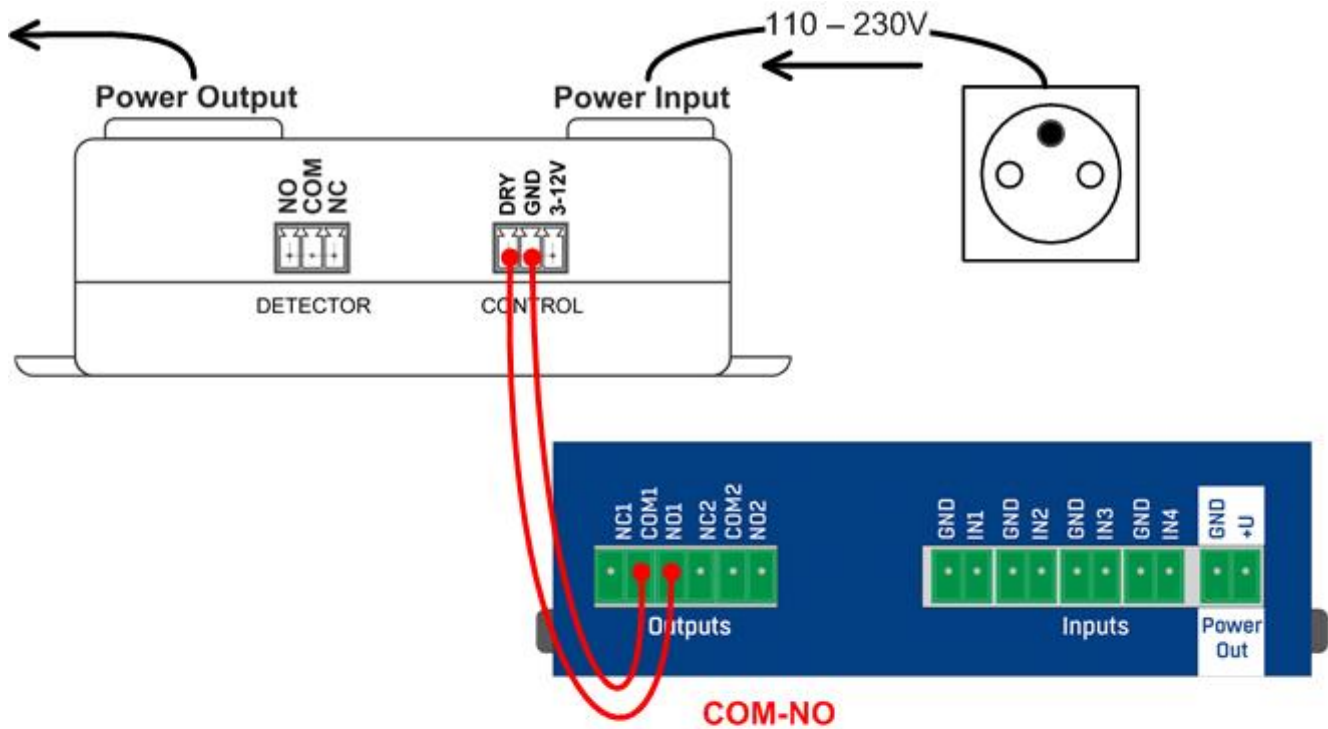 110 – 230V
Power Output
Power Input
NO
COM
NC
DRY
GND
3-12V
DETECTOR
CONTROL
NC1
COM1
NO1
NC2
COM2
NO2
GND
IN1
GND
IN2
GND
IN3
GND
IN4
GND
+U
Outputs
Inputs
Power
Out
COM-NO